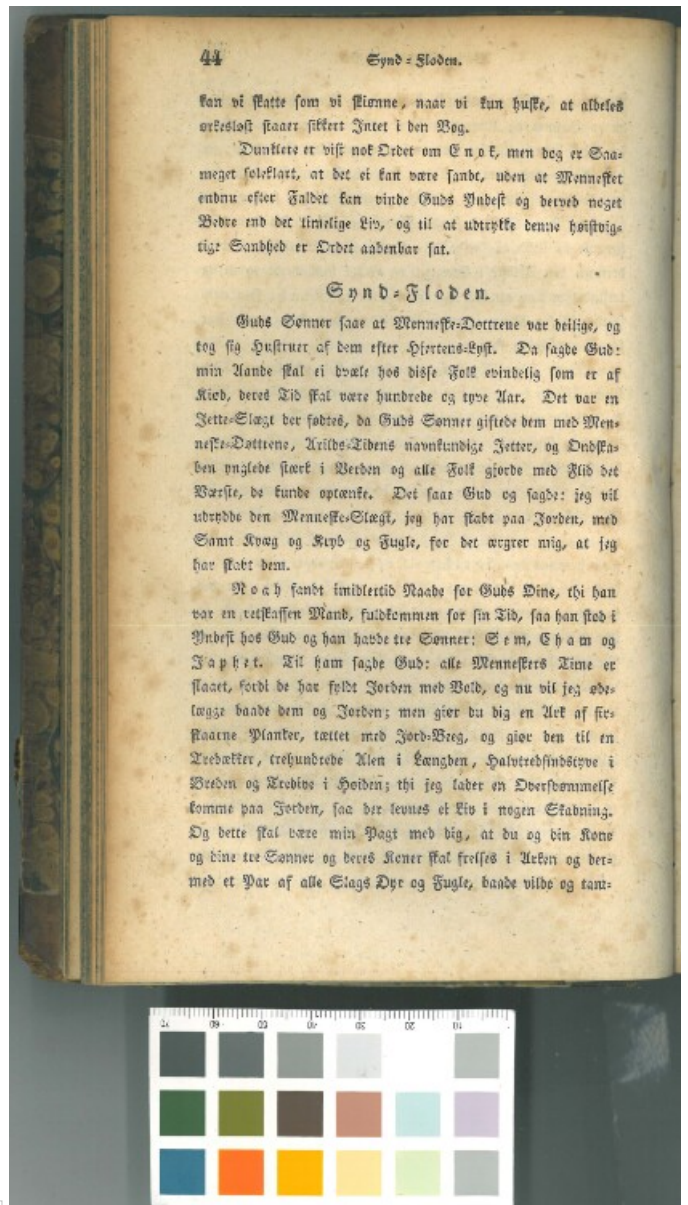 44
Synd-Floden.
kan vi skatte som vi skiønne, naar vi kun huske, at aldeles
ørkesløst staaer sikkert Intet i den Bog.
Dunklere er vist nok Ordet om Enok, men dog er Saa-
meget soleklart, at det ei kan være sandt, uden at Mennesket
endnu efter Faldet kan vinde Guds Yndest og derved noget
Bedre end det timelige Liv, og til at udtrykke denne høistvig-
tige Sandhed er Ordet aabenbar sat.
Synd-Floden.
Guds Sønner saae at Menneske-Døttrene var deilige, og
tog sig Hustruer af dem efter Hjertens-Lyst. Da sagde Gud:
min Aande skal ei dvæle hos disse Folk evindelig som er af
Kiød, deres Tid skal være hundrede og tyve Aar. Det var en
Jette-Slægt der fødtes, da Guds Sønner giftede dem med Men-
neske-Døttrene, Arilds-Tidens navnkundige Jetter, og Ondska-
ben ynglede stærk i Verden og alle Folk gjorde med Flid det
Værste, de kunde optænke. Det saae Gud og sagde: jeg vil
udrydde den Menneske-Slægt, jeg har skabt paa Jorden, med
Samt Kvæg og Kryb og Fugle, for det ærgrer mig, at jeg
har skabt dem.
Noah fandt imidlertid Naade for Guds Øine, thi han
var en retskaffen Mand, fuldkommen for sin Tid, saa han stod i
Yndest hos Gud og han havde tre Sønner: Sem, Cham og
Japhet. Til ham sagde Gud: alle Menneskers Time er
slaaet, fordi de har fyldt Jorden med Vold, og nu vil jeg øde-
lægge baade dem og Jorden; men giør du dig en Ark af fir-
skaarne Planker, tættet med Jord-Beeg, og giør den til en
Tredækker, trehundrede Alen i Længden, Halvtredsindstyve i
Breden og Tredive i Høiden; thi jeg lader en Oversvømmelse
komme paa Jorden, saa der levnes ei Liv i nogen Skabning.
Og dette skal være min Pagt med dig, at du og din Kone
og dine tre Sønner og deres Koner skal frelses i Arken og der-
med et Par af alle Slags Dyr og Fugle, baade vilde og tam-
70 60 50 40 30 20 10